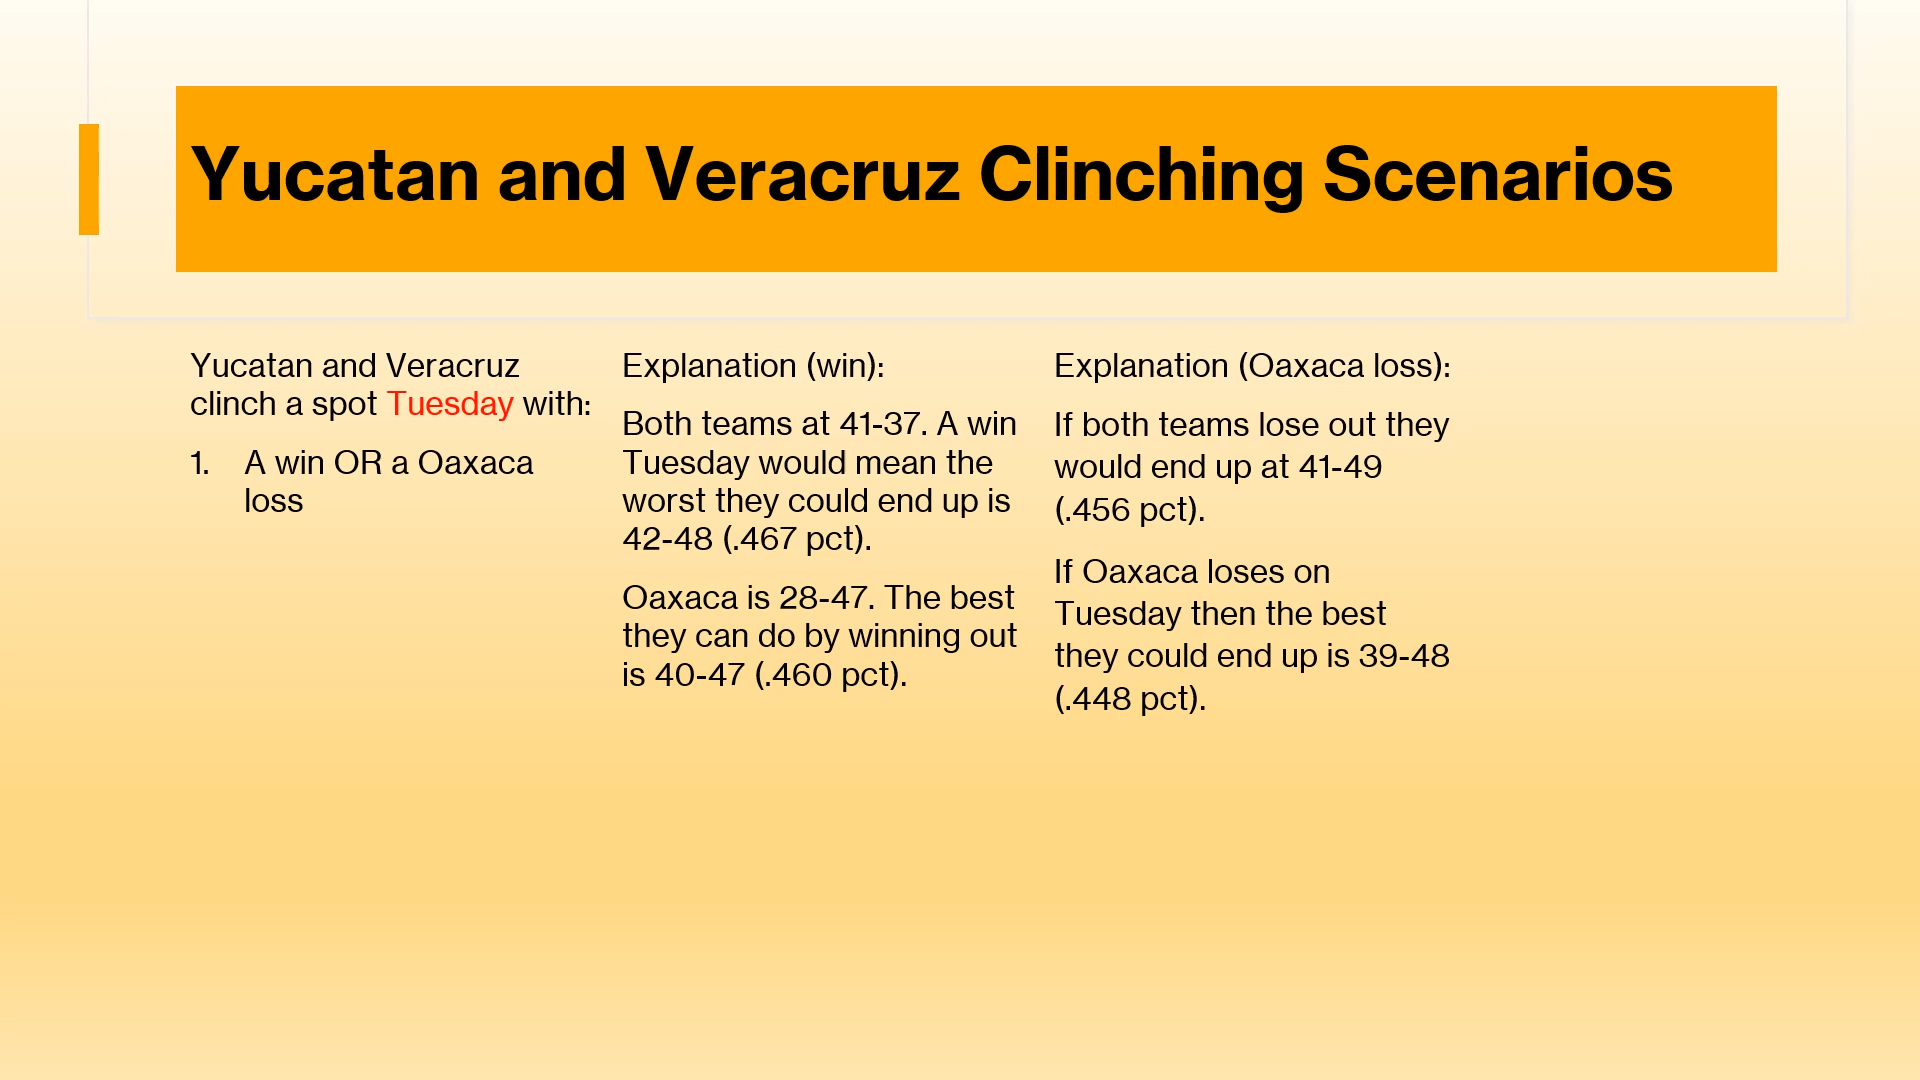 Yucatan and Veracruz Clinching Scenarios
Yucatan and Veracruz
clinch a spot Tuesday with:
1. A win OR a Oaxaca
loss
Explanation (win):
Both teams at 41-37. A win
Tuesday would mean the
worst they could end up is
42-48 (.467 pct).
Oaxaca is 28-47. The best
they can do by winning out
is 40-47 (.460 pct).
Explanation (Oaxaca loss):
If both teams lose out they
would end up at 41-49
(.456 pct).
If Oaxaca loses on
Tuesday then the best
they could end up is 39-48
(.448 pct).